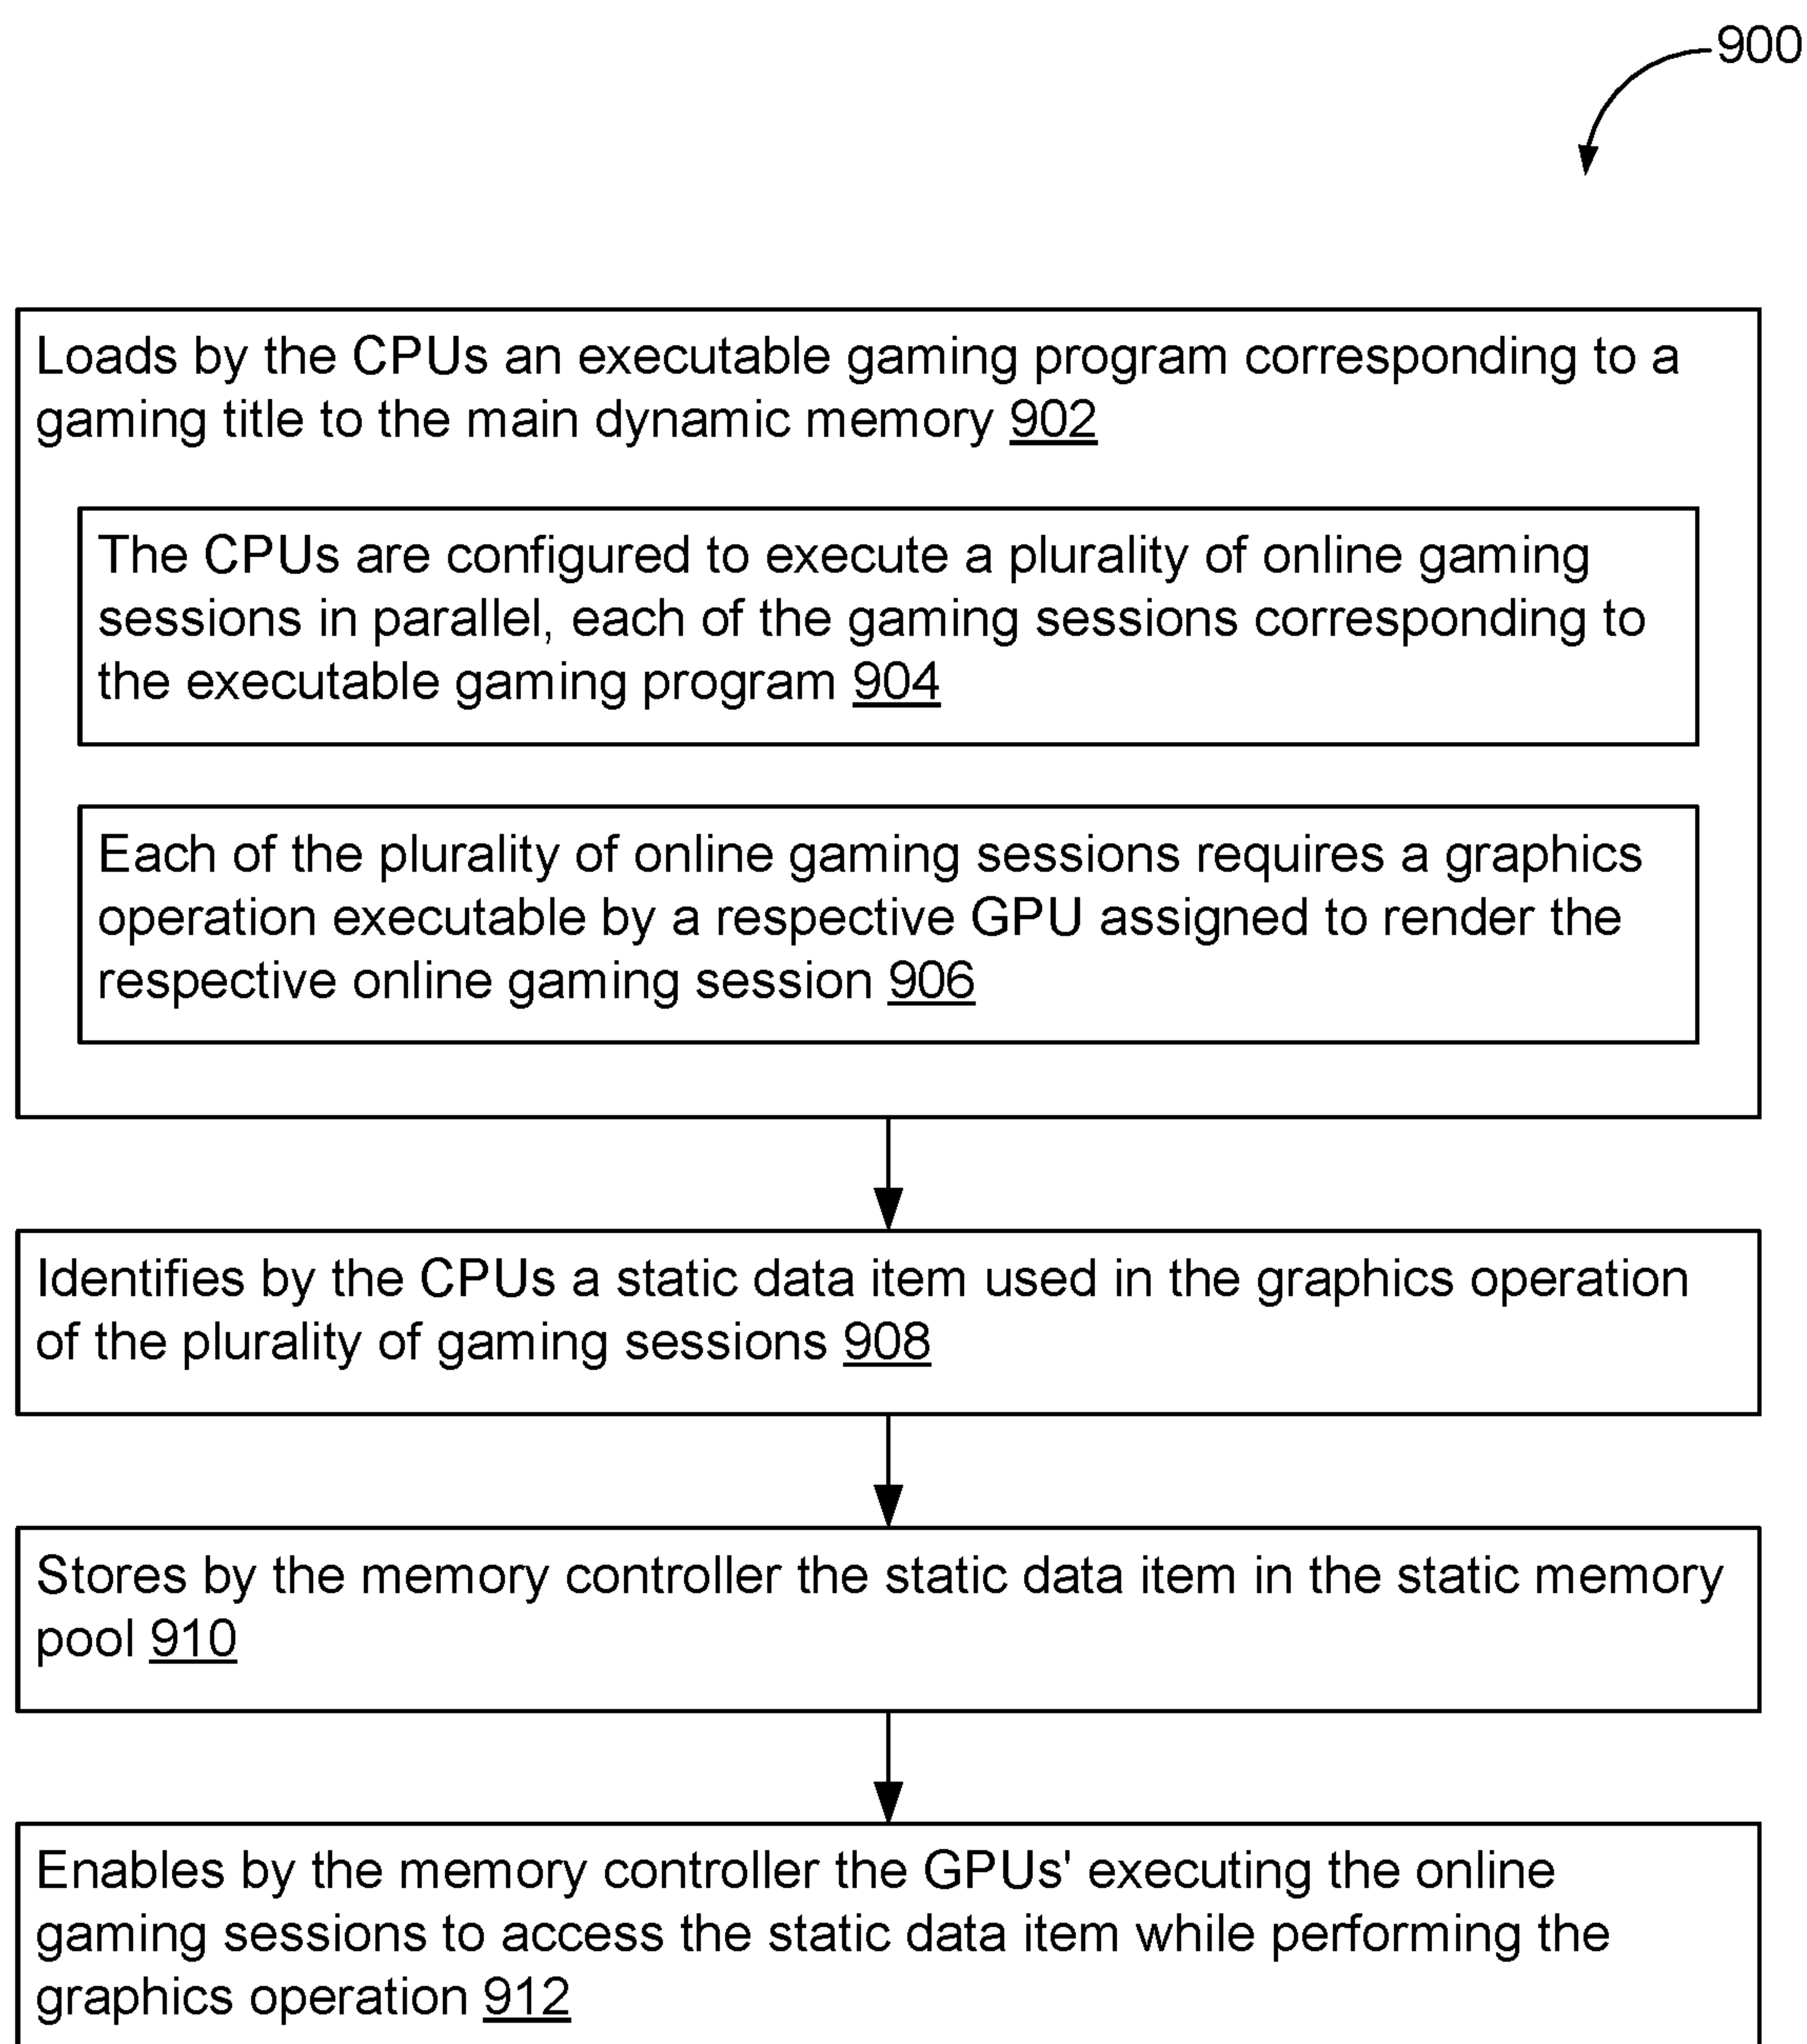 900
Loads by the CPUs an executable gaming program corresponding to a
gaming title to the main dynamic memory 902
The CPUs are configured to execute a plurality of online gaming
sessions in parallel, each of the gaming sessions corresponding to
the executable gaming program 904
Each of the plurality of online gaming sessions requires a graphics
operation executable by a respective GPU assigned to render the
respective online gaming session 906
Identifies by the CPUs a static data item used in the graphics operation
of the plurality of gaming sessions 908
Stores by the memory controller the static data item in the static memory
pool 910
Enables by the memory controller the GPUs' executing the online
gaming sessions to access the static data item while performing the
graphics operation 912